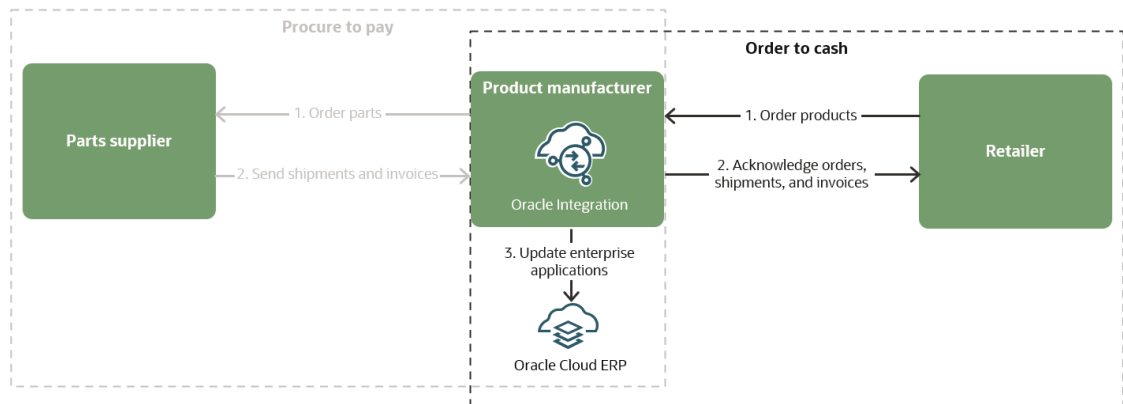 Procure to pay
Order to cash
Parts supplier
1. Order parts
2. Send shipments and invoices
Product manufacturer
Oracle Integration
1. Order products
2. Acknowledge orders,
shipments, and invoices
Retailer
3. Update enterprise
applications
Oracle Cloud ERP